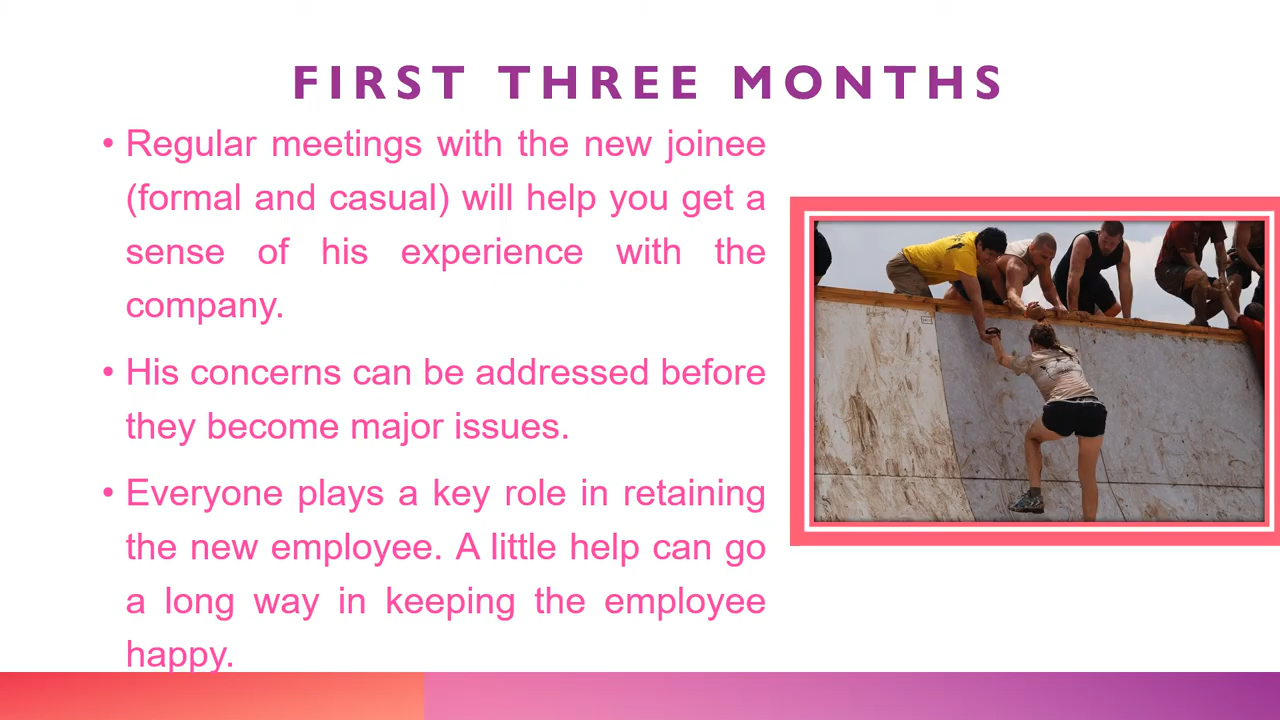 FIRST THREE MONTHS
• Regular meetings with the new joinee
(formal and casual) will help you get a
sense of his experience with the
company.
• His concerns can be addressed before
they become major issues.
• Everyone plays a key role in retaining
the new employee. A little help can go
a long way in keeping the employee
happy.